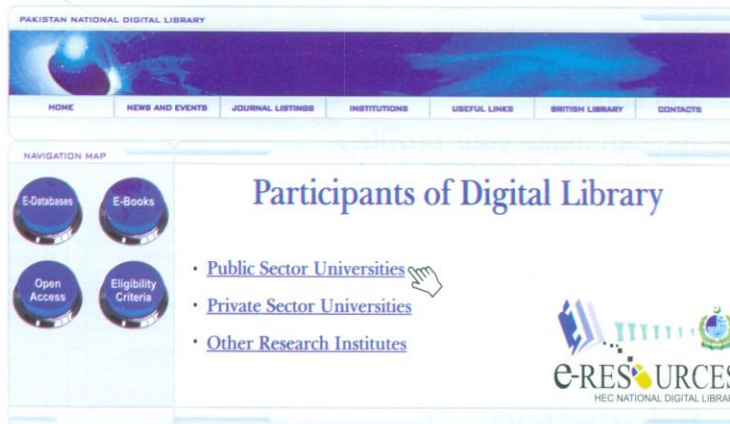 PAKISTAN NATIONAL DIGITAL LIBRARY
HOME NEWS AND EVENTS JOURNAL LISTINGS INSTITUTIONS USEFUL LINKS BRITISH LIBRARY CONTACTS
NAVIGATION MAP
E-Databases
E-Books
Open
Access
Eligibility
Criteria
Participants of Digital Library
• Public Sector Universities
• Private Sector Universities
• Other Research Institutes
e-RESOURCES
HEC NATIONAL DIGITAL LIBRAR